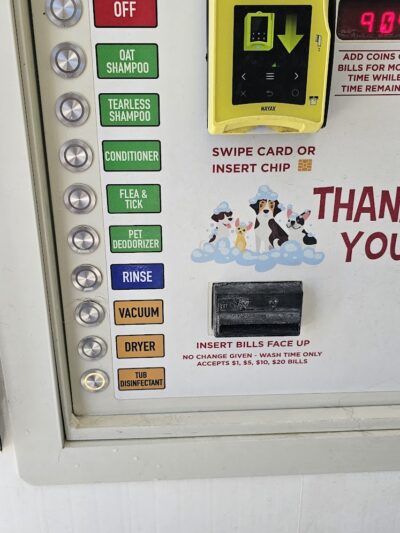 OFF
OAT
SHAMPOO
TEARLESS
SHAMPOO
CONDITIONER
FLEA &
TICK
PET
DEODORIZER
RINSE
VACUUM
DRYER
TUB
DISINFECTANT
NAYAX
SWIPE CARD OR
INSERT CHIP
904
ADD COINS
BILLS FOR MO
TIME WHILE
TIME REMAIN
THAN
YOU
INSERT BILLS FACE UP
NO CHANGE GIVEN - WASH TIME ONLY
ACCEPTS $1, $5, $10, $20 BILLS